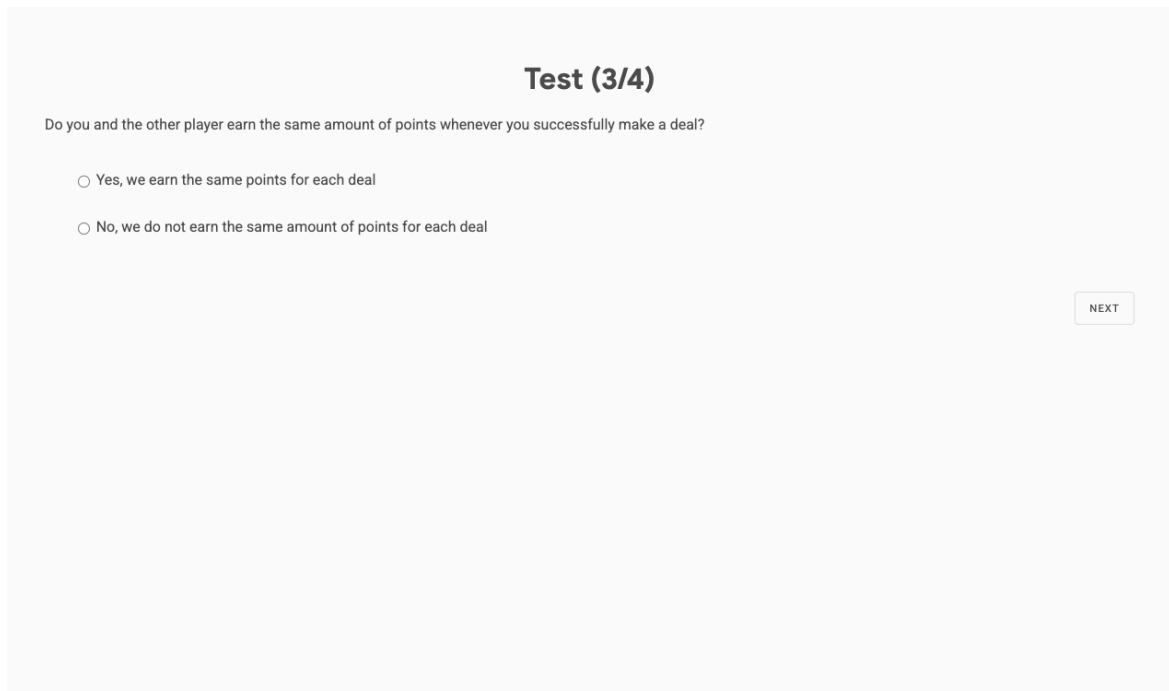 Test (3/4)
Do you and the other player earn the same amount of points whenever you successfully make a deal?
Yes, we earn the same points for each deal
No, we do not earn the same amount of points for each deal
NEXT